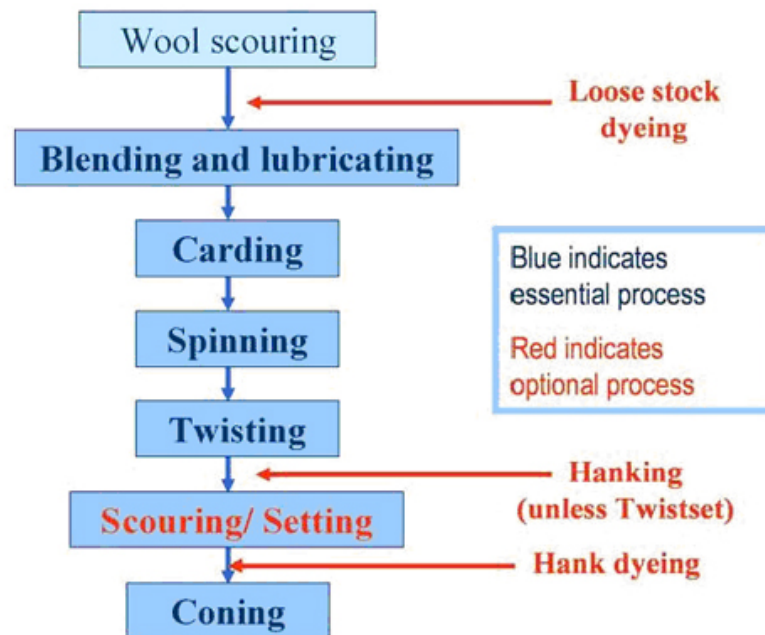 Wool scouring
Loose stock
dyeing
Blending and lubricating
Carding
Blue indicates
essential process
Spinning
Red indicates
optional process
Twisting
Hanking
(unless Twistset)
Scouring/ Setting
Hank dyeing
Coning